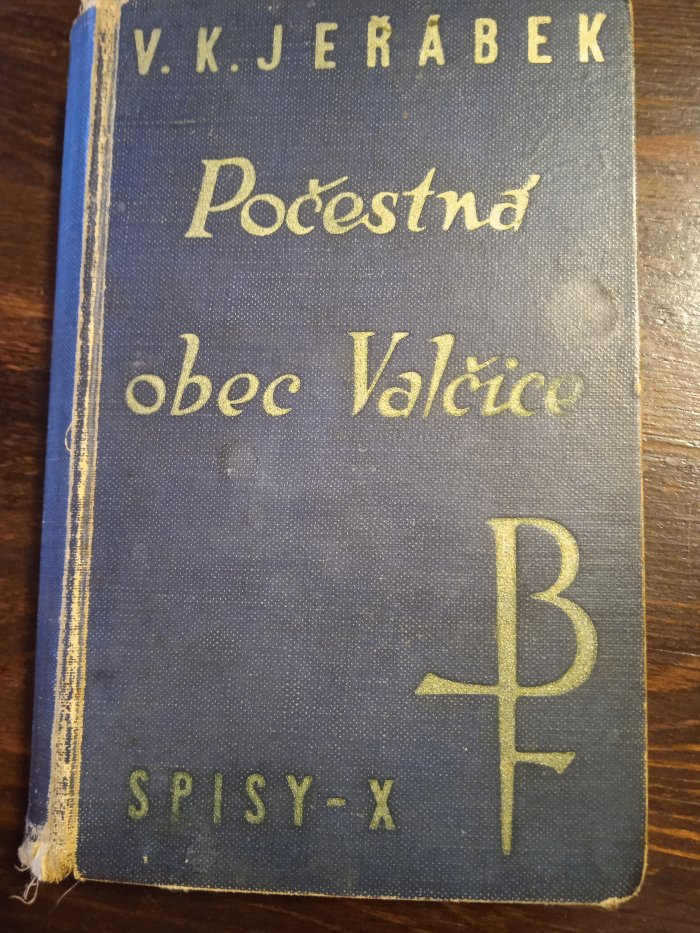 V. K. JEŘÁBEK
Počestná
obec Valčice
B
SPISY - X